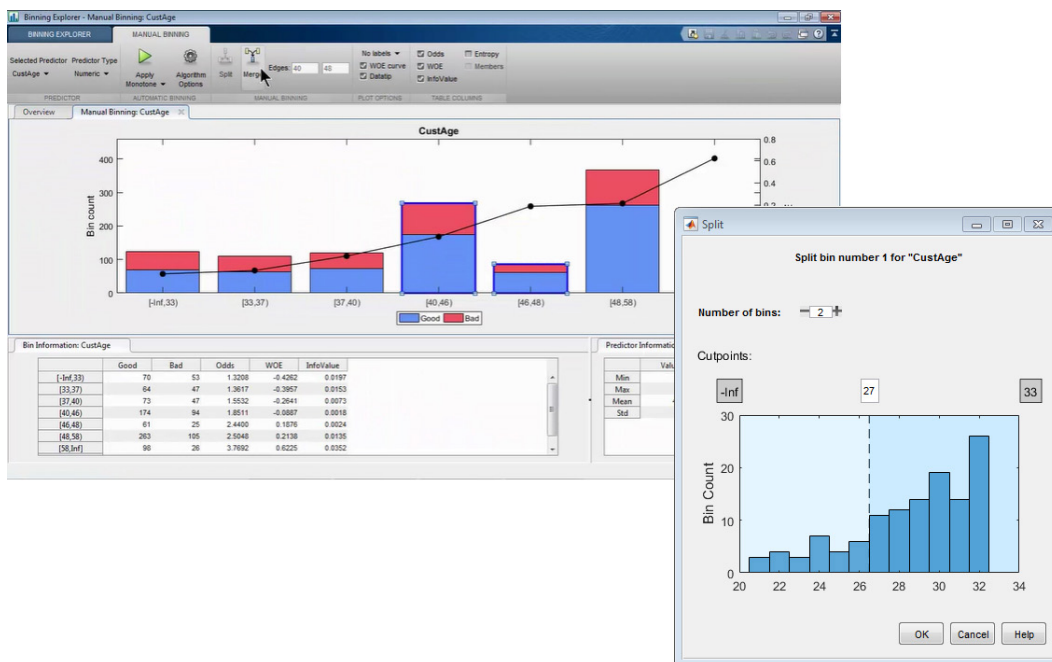 Binning Explorer - Manual Binning: CustAge
BINNING EXPLORER MANUAL BINNING
Selected Predictor Predictor Type
CustAge Numeric
PREDICTOR
Apply Monotone
Algorithm Options
AUTOMATIC BINNING
Split
Merge
Edges: 40 48
MANUAL BINNING
No labels
WOE curve
Datatip
PLOT OPTIONS
Odds Entropy
WOE Members
InfoValue
TABLE COLUMNS
Overview Manual Binning: CustAge
CustAge
Bin count
400
300
200
100
0
0.8
0.6
0.4
0.2
[-Inf,33) [33,37) [37,40) [40,46) [46,48) [48,58)
Good Bad
Bin Information: CustAge
Good Bad Odds WOE InfoValue
[-Inf,33) 70 53 1.3208 -0.4262 0.0197
[33,37) 64 47 1.3617 -0.3957 0.0153
[37,40) 73 47 1.5532 -0.2641 0.0073
[40,46) 174 94 1.8511 -0.0887 0.0018
[46,48) 61 25 2.4400 0.1876 0.0024
[48,58) 263 105 2.5048 0.2138 0.0135
[58,Inf] 98 26 3.7692 0.6225 0.0352
Predictor Informatio
Valu
Min
Max
Mean
Std
Split
Split bin number 1 for "CustAge"
Number of bins: 2
Cutpoints:
-Inf 27 33
Bin Count
30
20
10
0
20 22 24 26 28 30 32 34
OK Cancel Help